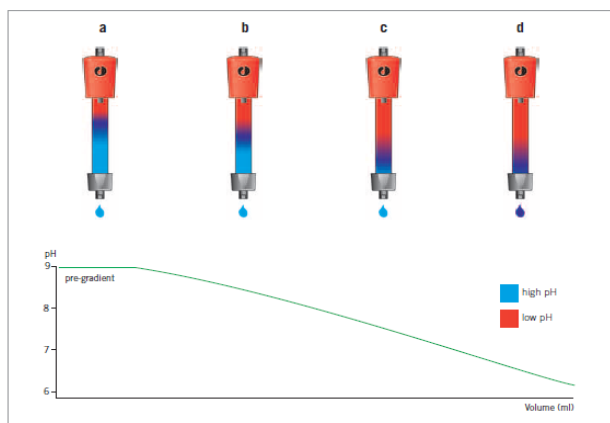 a b c d
pH
9
pre-gradient
8
high pH
low pH
7
6
Volume (ml)